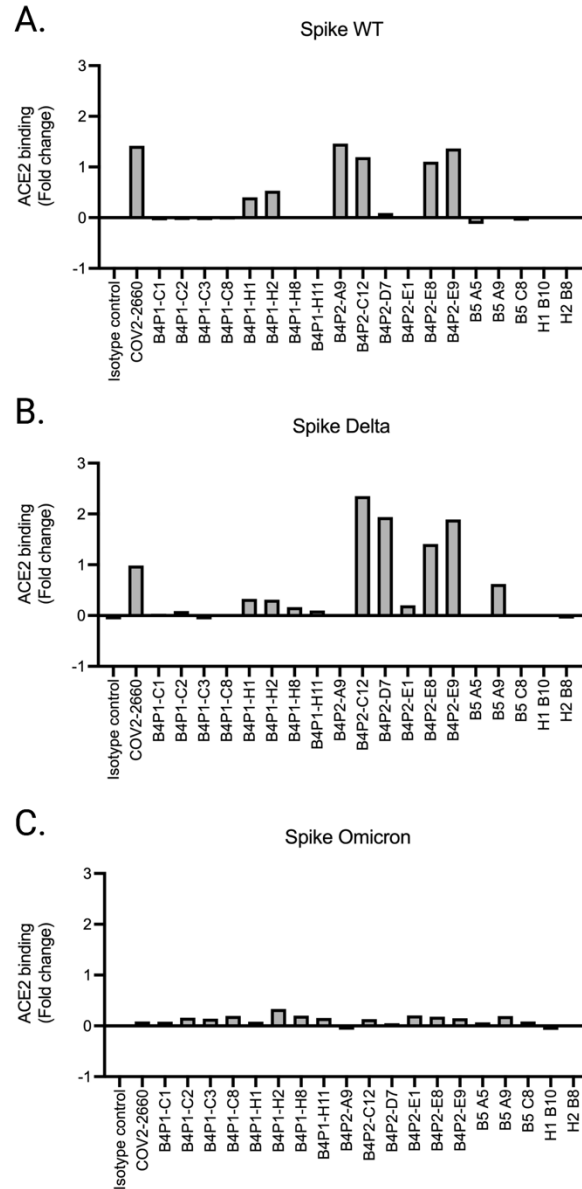 A.
Spike WT
ACE2 binding
(Fold change)
3
2
1
0
-1
Isotype control
COV2-2660
B4P1-C1
B4P1-C2
B4P1-C3
B4P1-C8
B4P1-H1
B4P1-H2
B4P1-H8
B4P1-H11
B4P2-A9
B4P2-C12
B4P2-D7
B4P2-E1
B4P2-E8
B4P2-E9
B5 A5
B5 A9
B5 C8
H1 B10
H2 B8
B.
Spike Delta
ACE2 binding
(Fold change)
3
2
1
0
-1
Isotype control
COV2-2660
B4P1-C1
B4P1-C2
B4P1-C3
B4P1-C8
B4P1-H1
B4P1-H2
B4P1-H8
B4P1-H11
B4P2-A9
B4P2-C12
B4P2-D7
B4P2-E1
B4P2-E8
B4P2-E9
B5 A5
B5 A9
B5 C8
H1 B10
H2 B8
C.
Spike Omicron
ACE2 binding
(Fold change)
3
2
1
0
-1
Isotype control
COV2-2660
B4P1-C1
B4P1-C2
B4P1-C3
B4P1-C8
B4P1-H1
B4P1-H2
B4P1-H8
B4P1-H11
B4P2-A9
B4P2-C12
B4P2-D7
B4P2-E1
B4P2-E8
B4P2-E9
B5 A5
B5 A9
B5 C8
H1 B10
H2 B8